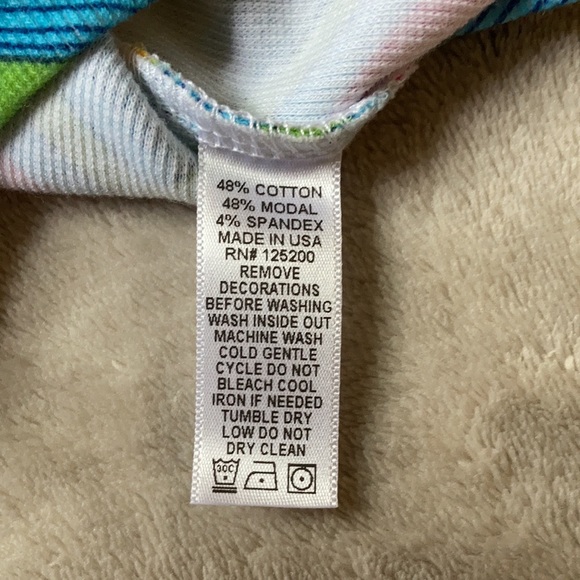 48% COTTON
48% MODAL
4% SPANDEX
MADE IN USA
RN# 125200
REMOVE
DECORATIONS
BEFORE WASHING
WASH INSIDE OUT
MACHINE WASH
COLD GENTLE
CYCLE DO NOT
BLEACH COOL
IRON IF NEEDED
TUMBLE DRY
LOW DO NOT
DRY CLEAN
30C